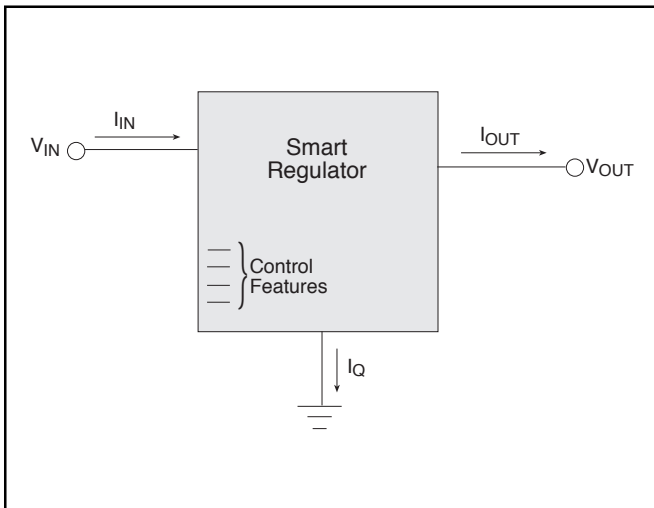 I_IN
V_IN
Smart
Regulator
I_OUT
V_OUT
Control
Features
I_Q